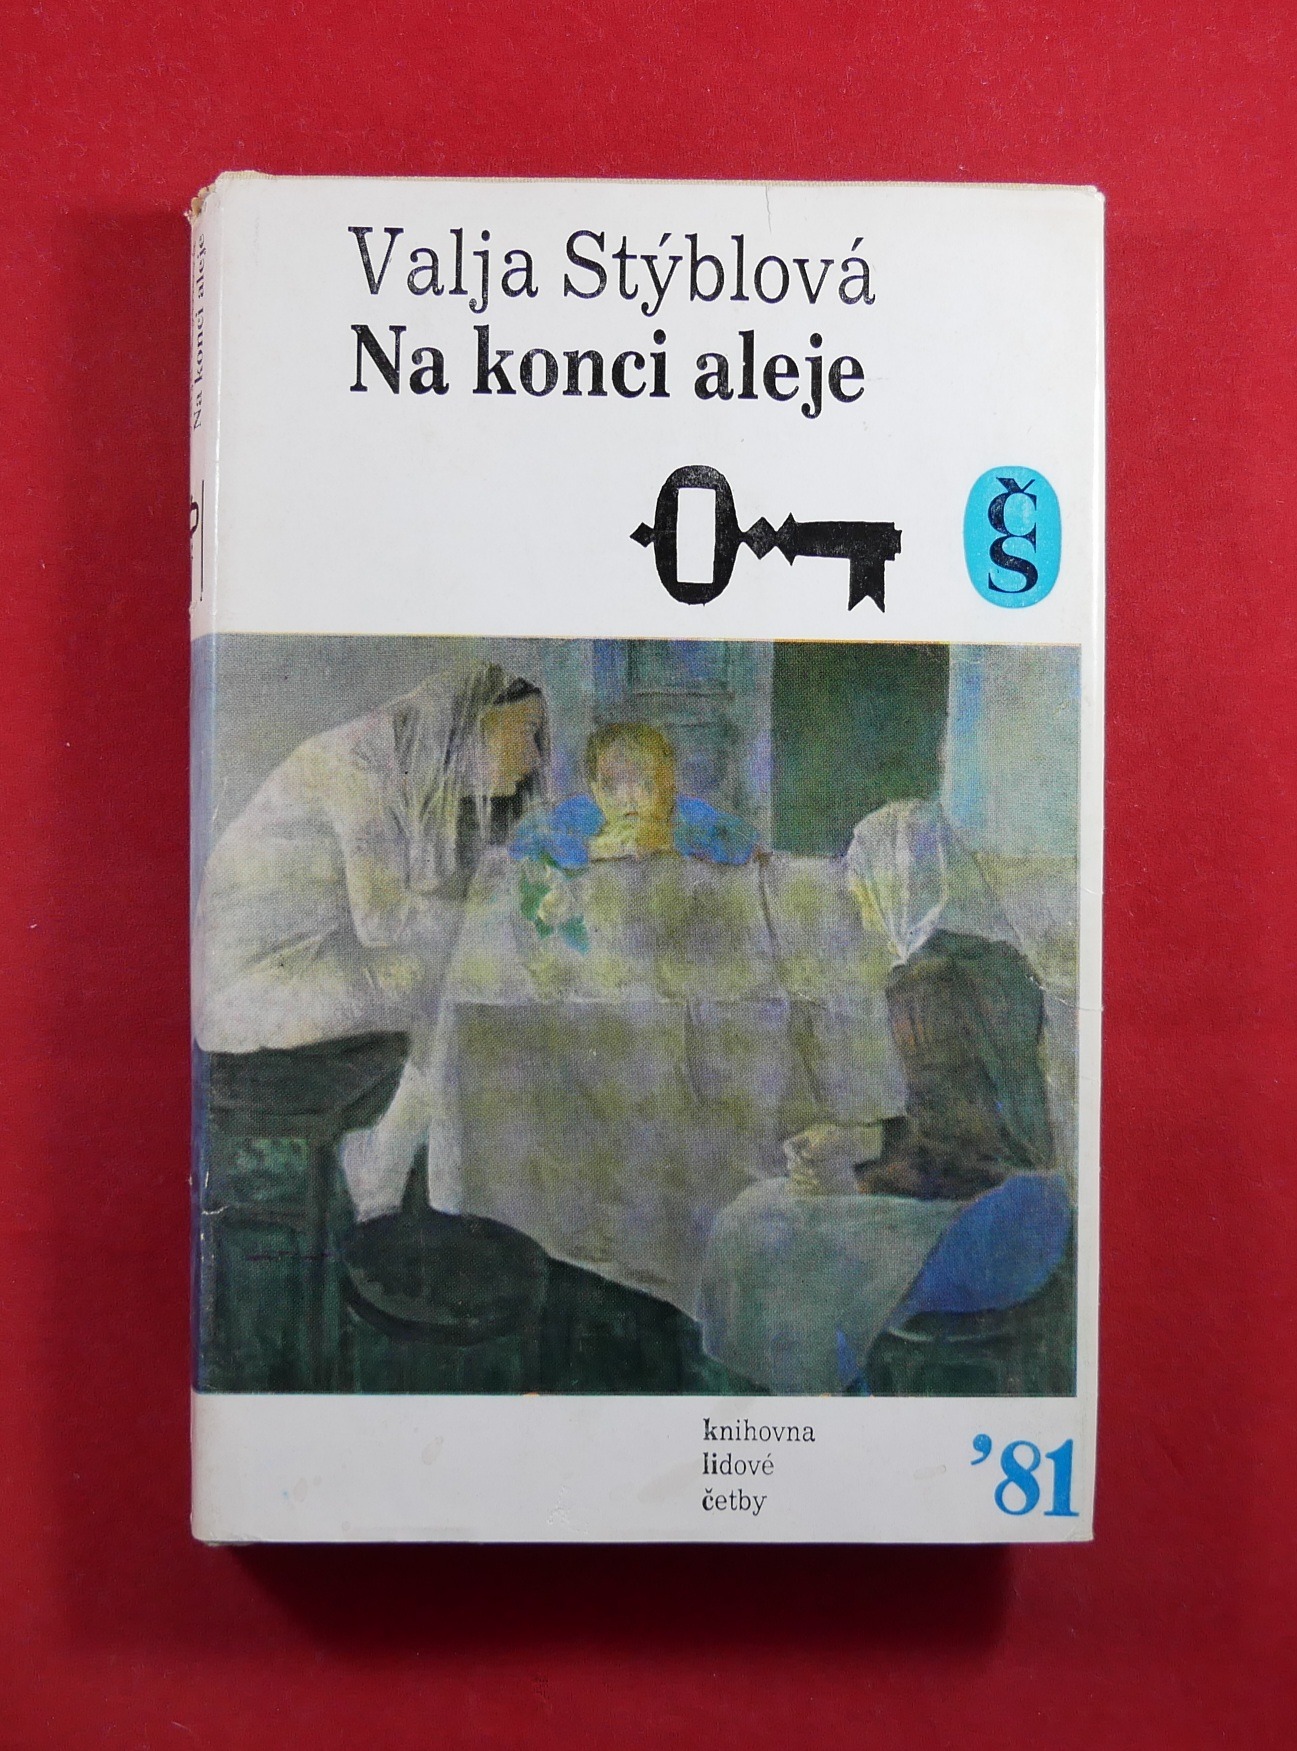 Valja Stýblová
Na konci aleje
ČS
knihovna
lidové
četby
’81
Na konci aleje